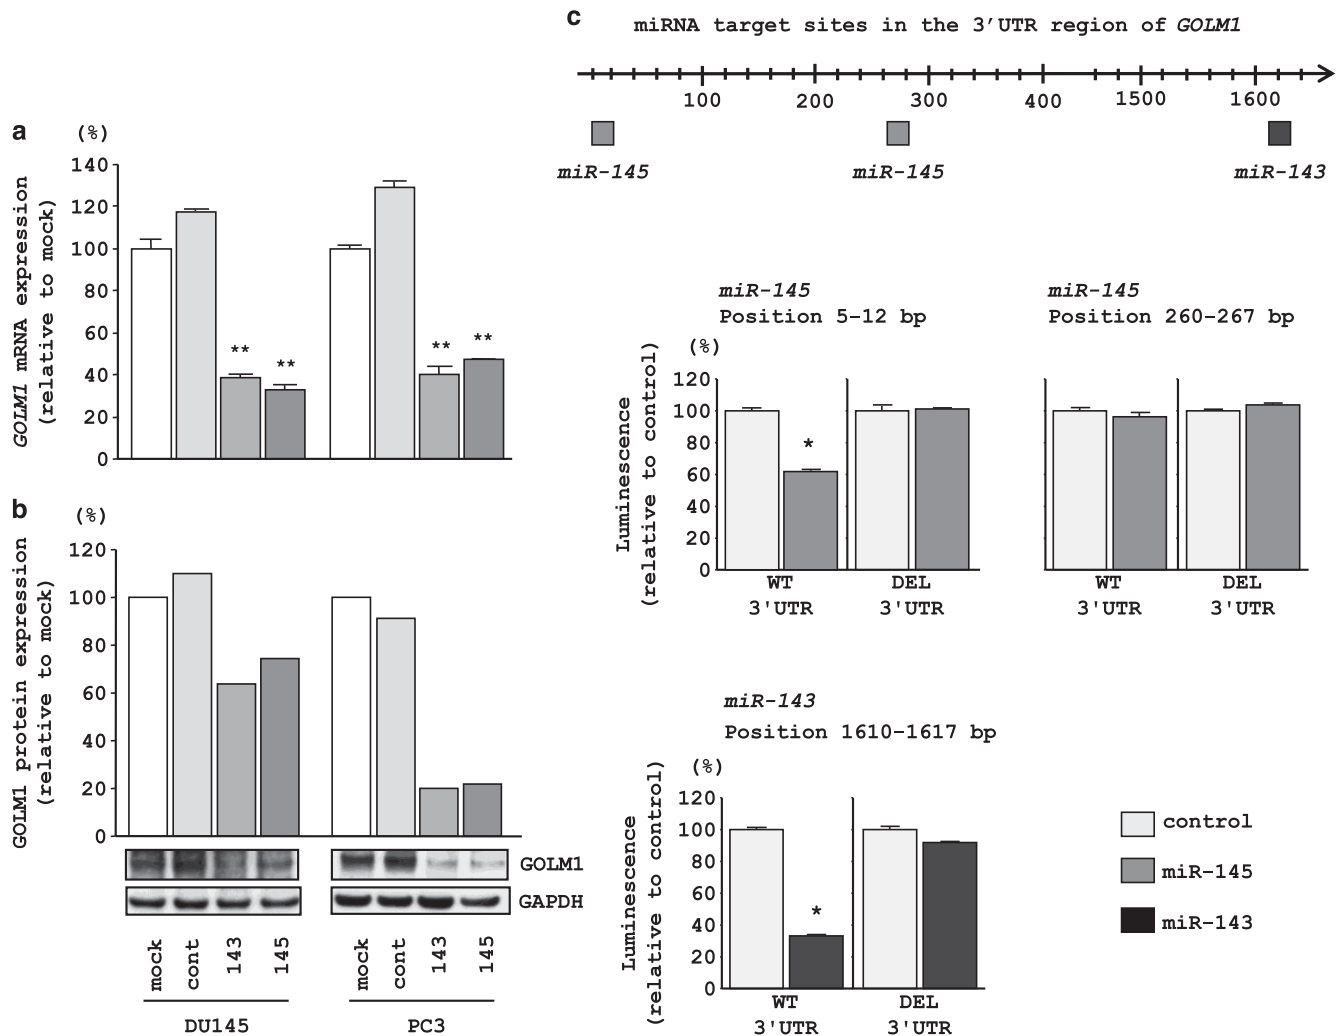 a
(%)
GOLM1 mRNA expression
(relative to mock)
140
120
100
80
60
40
20
0
**
**
**
**
b
(%)
GOLM1 protein expression
(relative to mock)
120
100
80
60
40
20
0
GOLM1
GAPDH
mock
cont
143
145
mock
cont
143
145
DU145
PC3
c
miRNA target sites in the 3’UTR region of GOLM1
100
200
300
400
1500
1600
miR-145
miR-145
miR-143
miR-145
Position 5–12 bp
(%)
Luminescence
(relative to control)
120
100
80
60
40
20
0
*
WT
3'UTR
DEL
3'UTR
miR-145
Position 260–267 bp
WT
3'UTR
DEL
3'UTR
miR-143
Position 1610–1617 bp
(%)
Luminescence
(relative to control)
120
100
80
60
40
20
0
*
WT
3'UTR
DEL
3'UTR
control
miR-145
miR-143